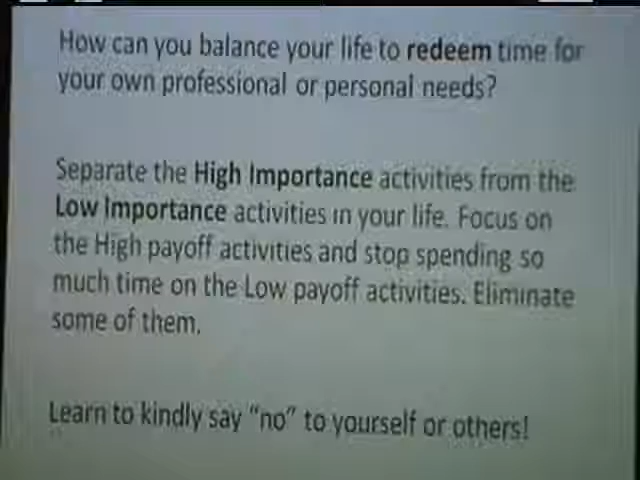 How can you balance your life to redeem time for
your own professional or personal needs?
Separate the High Importance activities from the
Low Importance activities in your life. Focus on
the High payoff activities and stop spending so
much time on the Low payoff activities. Eliminate
some of them.
Learn to kindly say "no" to yourself or others!